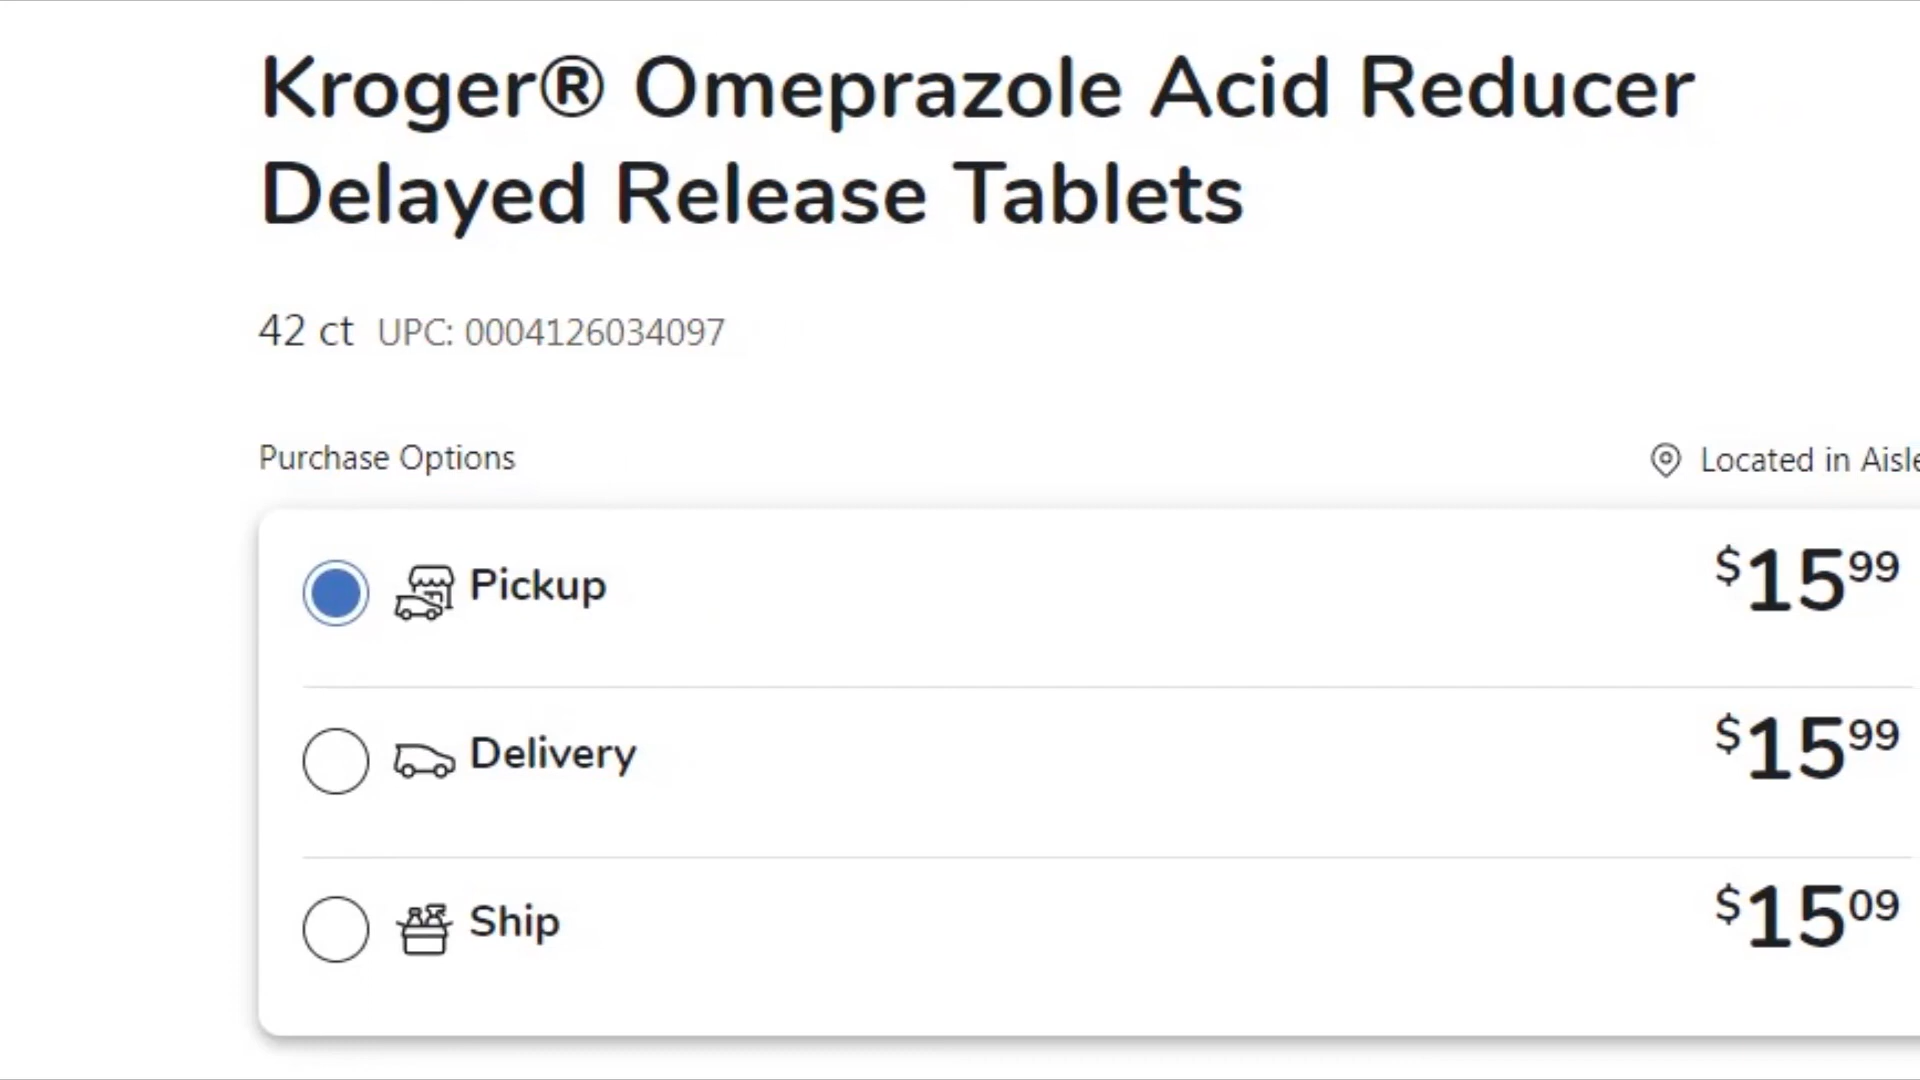 Kroger® Omeprazole Acid Reducer
Delayed Release Tablets
42 ct UPC: 0004126034097
Purchase Options
Located in Aisle
Pickup $15.99
Delivery $15.99
Ship $15.09